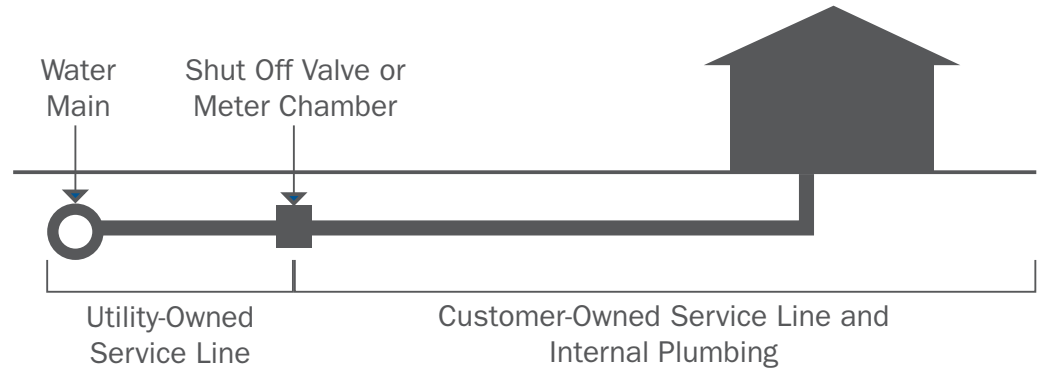 Water
Main
Shut Off Valve or
Meter Chamber
Utility-Owned
Service Line
Customer-Owned Service Line and
Internal Plumbing